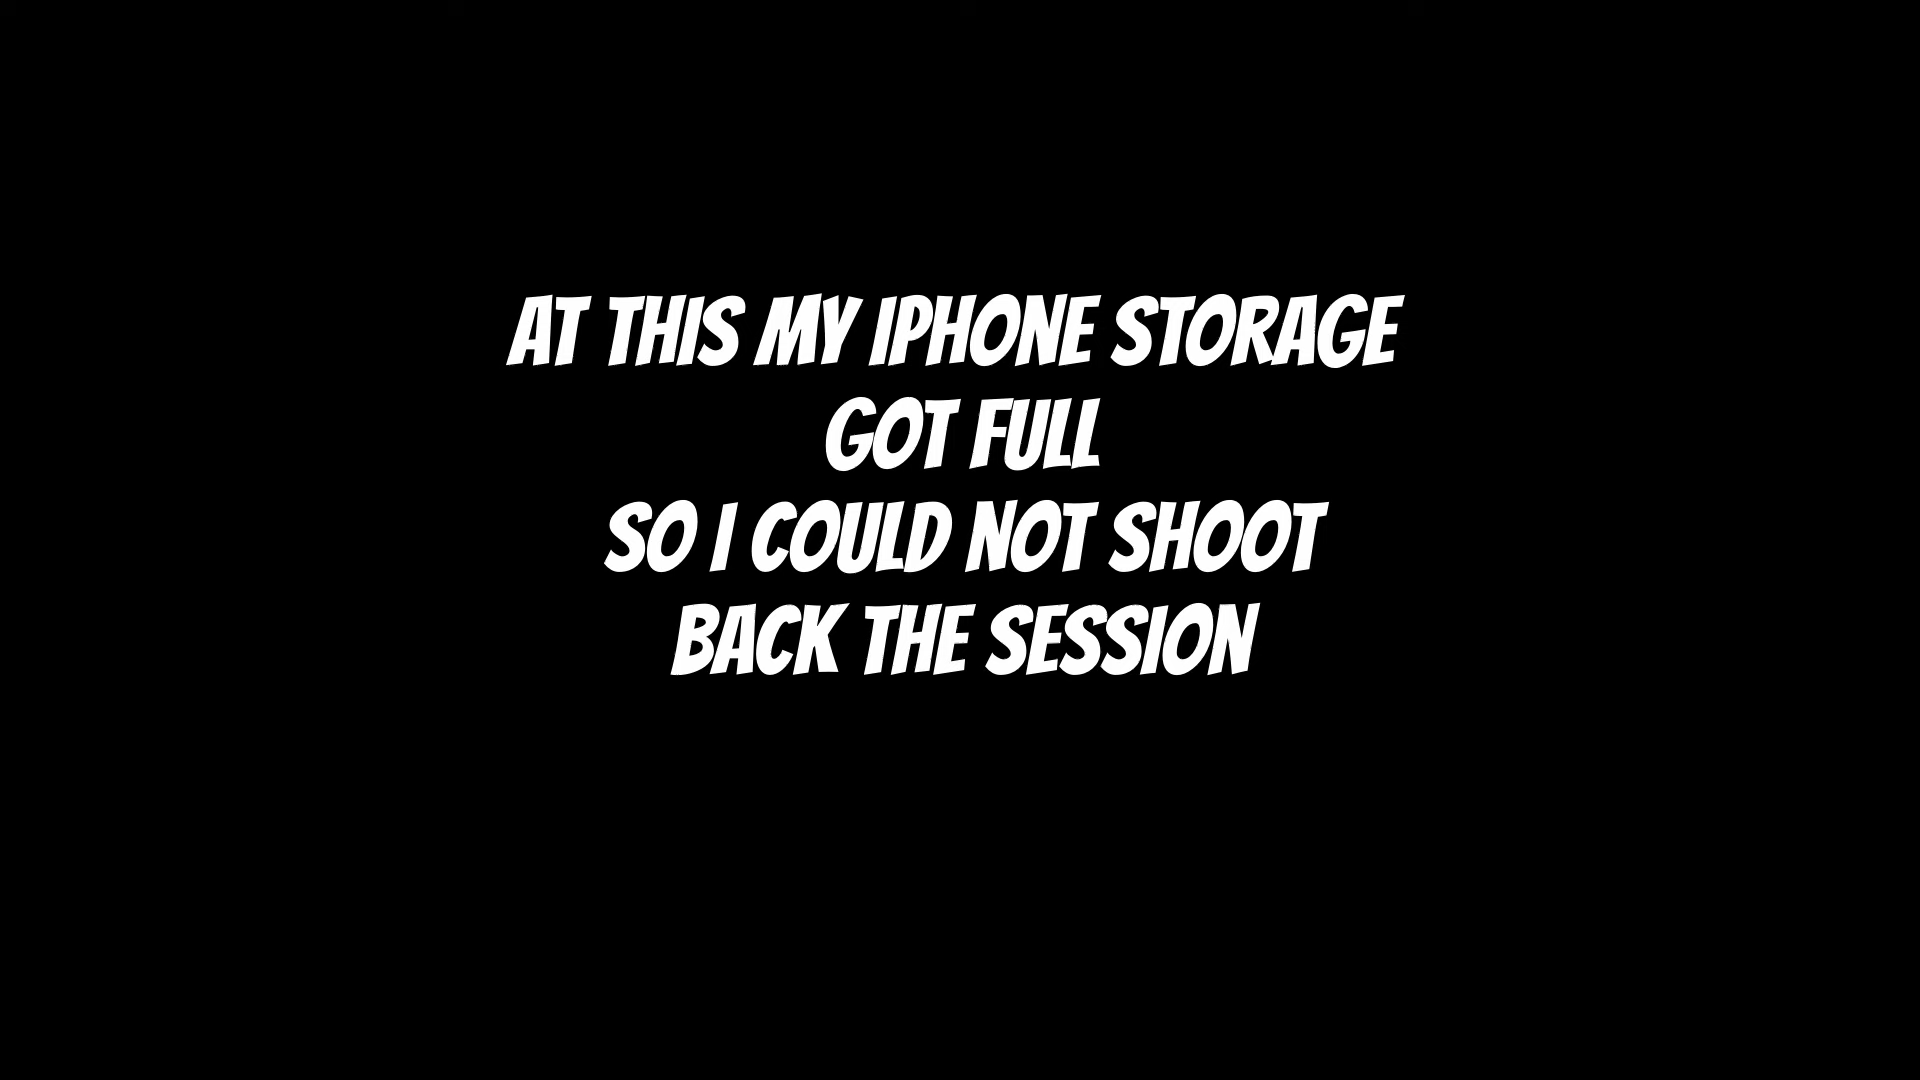 AT THIS MY IPHONE STORAGE
GOT FULL
SO I COULD NOT SHOOT
BACK THE SESSION